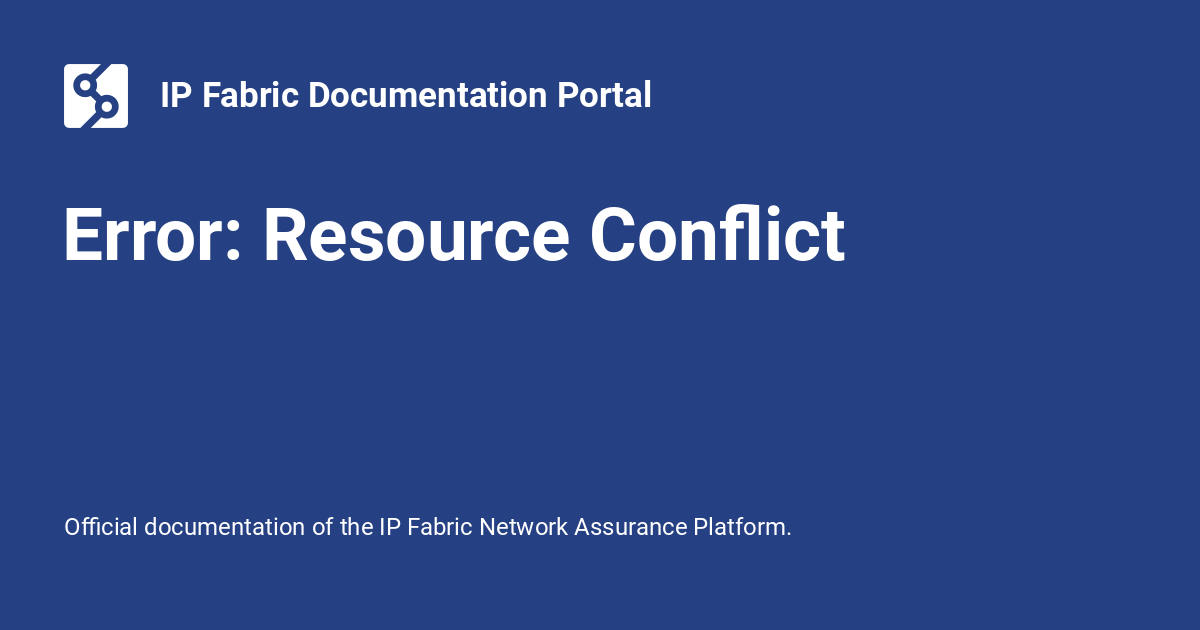 IP Fabric Documentation Portal
Error: Resource Conflict
Official documentation of the IP Fabric Network Assurance Platform.